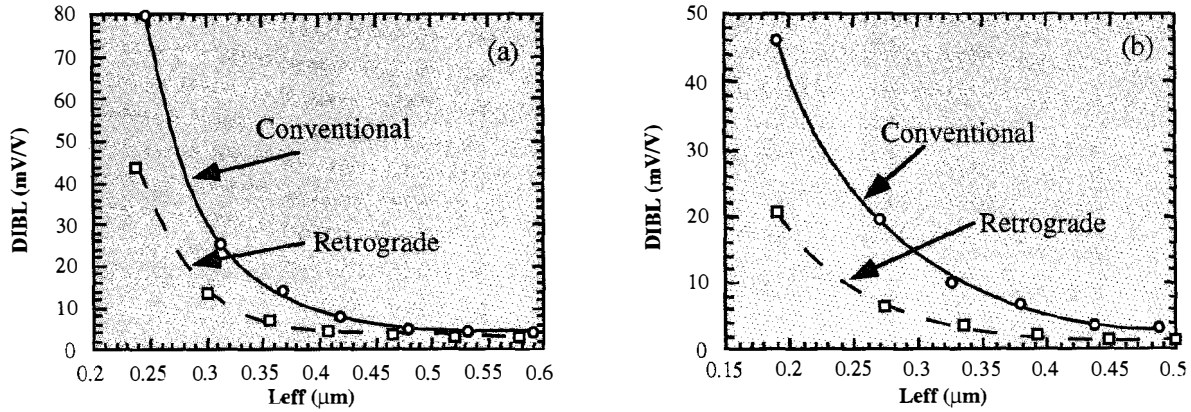 80
70
60
50
40
30
20
10
0
DIBL (mV/V)
(a)
Conventional
Retrograde
0.2 0.25 0.3 0.35 0.4 0.45 0.5 0.55 0.6
Leff (μm)
50
40
30
20
10
0
DIBL (mV/V)
(b)
Conventional
Retrograde
0.15 0.2 0.25 0.3 0.35 0.4 0.45 0.5
Leff (μm)